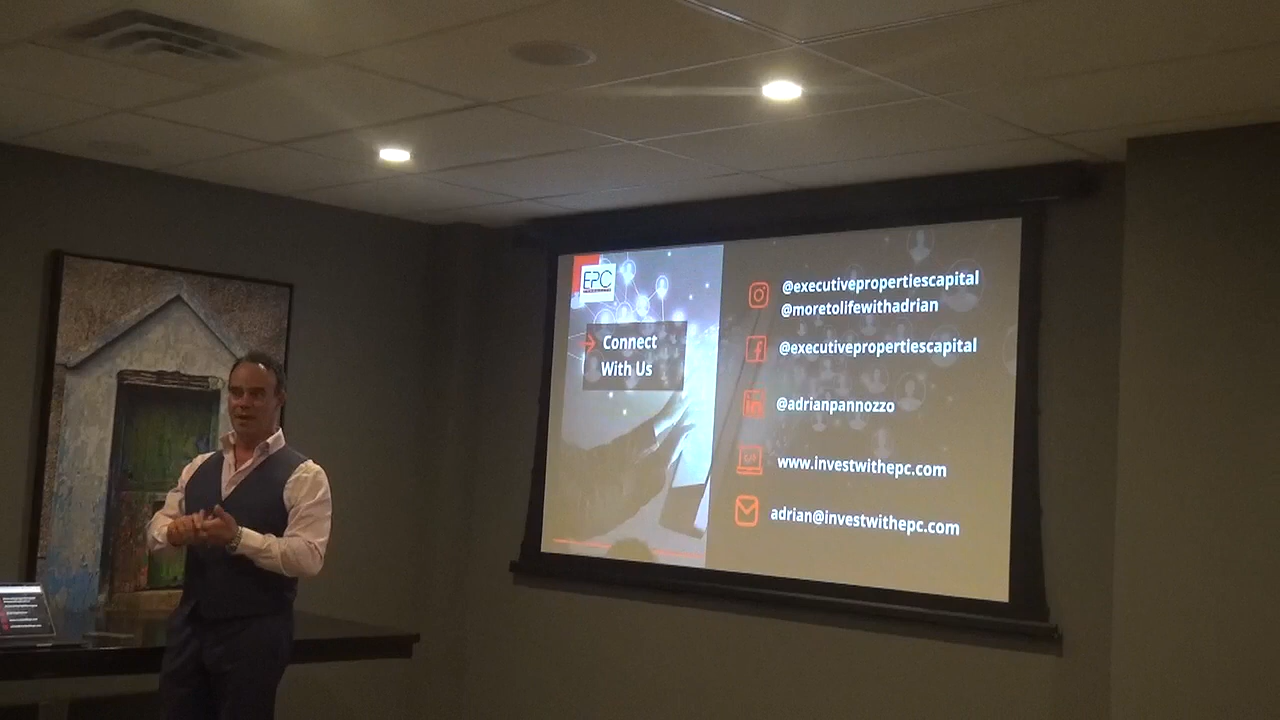 EPC
Connect
With Us
@executivepropertiescapital
@moretolifewithadrian
@executivepropertiescapital
@adrianpannozzo
www.investwithepc.com
adrian@investwithepc.com